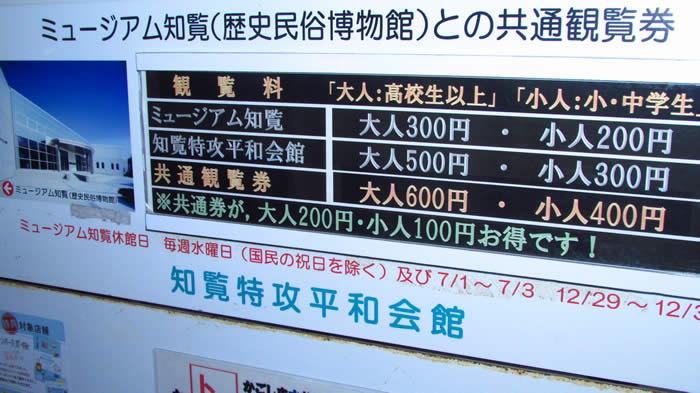 ミュージアム知覧(歴史民俗博物館)との共通観覧券
観覧料 「大人:高校生以上」「小人:小・中学生」
ミュージアム知覧 大人300円 ・ 小人200円
知覧特攻平和会館 大人500円 ・ 小人300円
共通観覧券 大人600円 ・ 小人400円
※共通券が,大人200円・小人100円お得です!
ミュージアム知覧(歴史民俗博物館)
ミュージアム知覧休館日 毎週水曜日(国民の祝日を除く)及び7/1～7/3 12/29～12/3
知覧特攻平和会館
対象店舗
かごしま